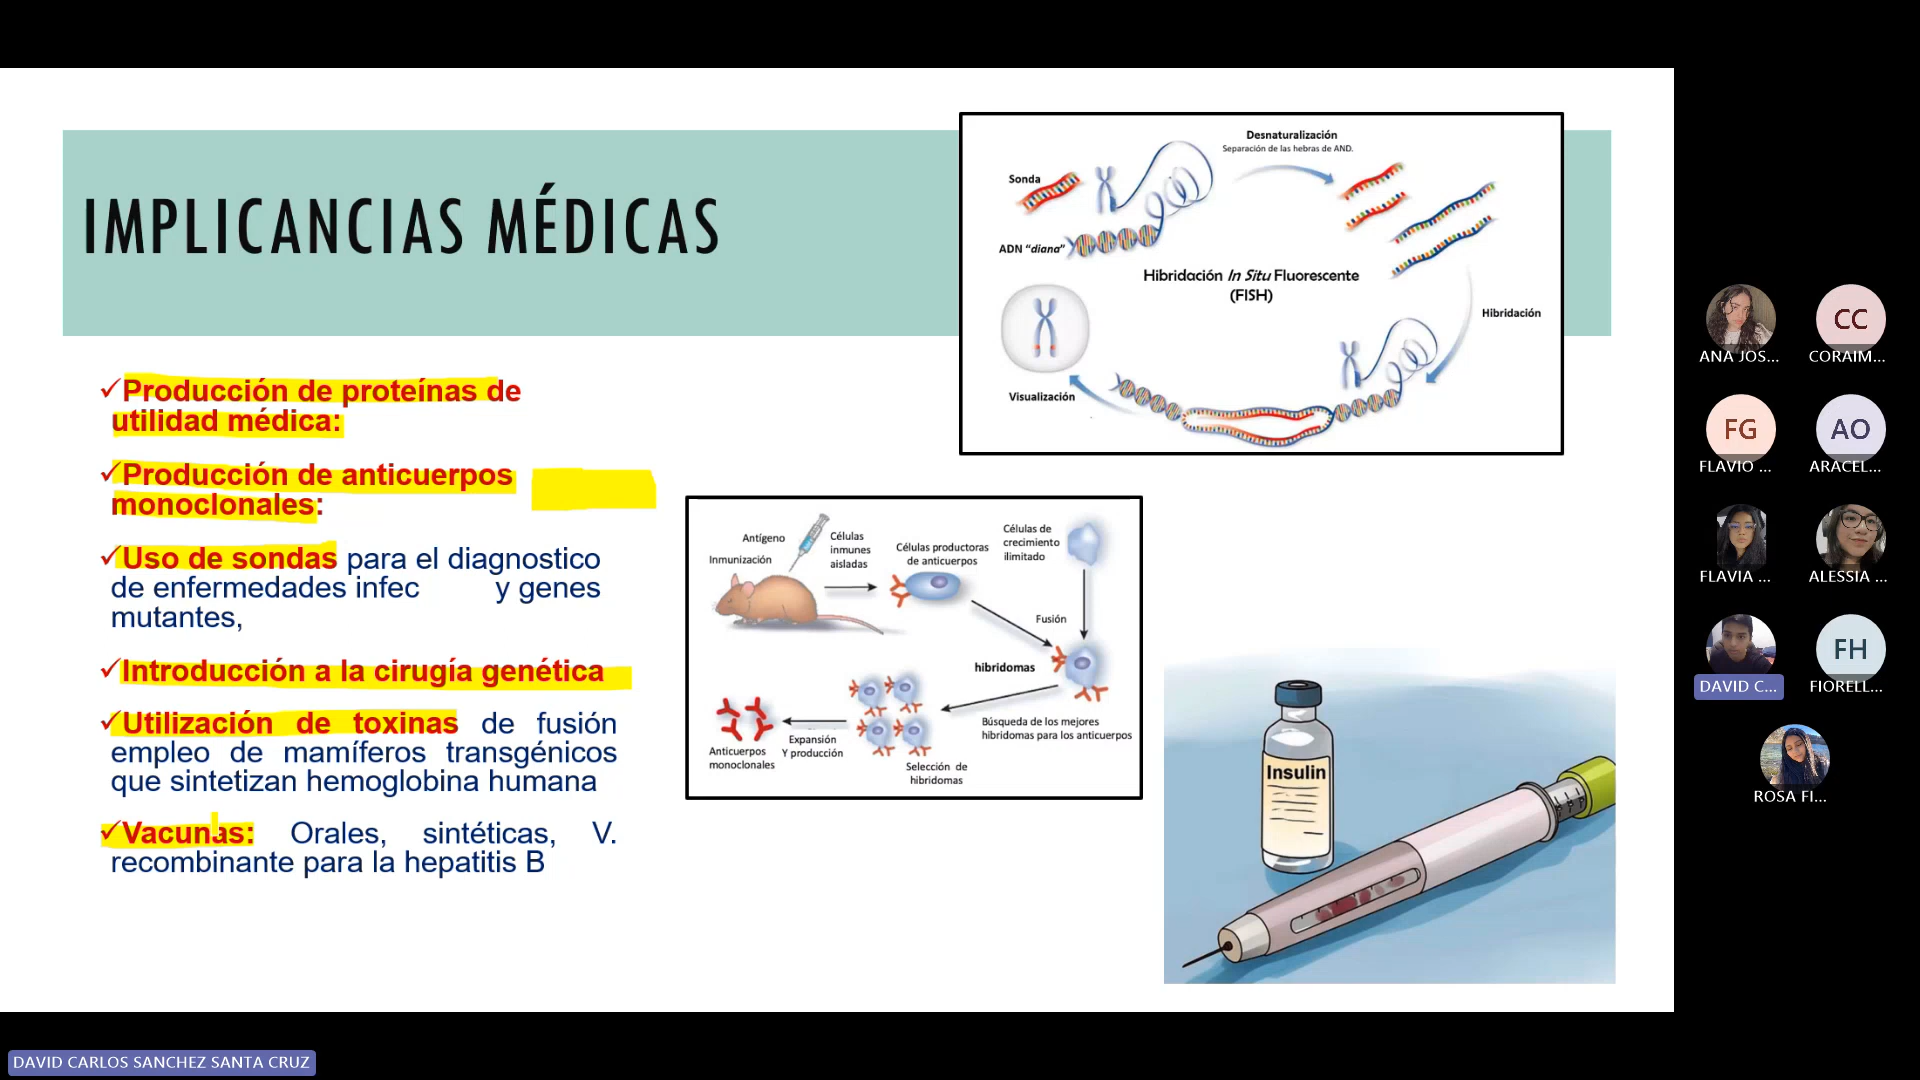 IMPLICANCIAS MÉDICAS
✓Producción de proteínas de
utilidad médica:
✓Producción de anticuerpos
monoclonales:
✓Uso de sondas para el diagnostico
de enfermedades infec y genes
mutantes,
✓Introducción a la cirugía genética
✓Utilización de toxinas de fusión
empleo de mamíferos transgénicos
que sintetizan hemoglobina humana
✓Vacunas: Orales, sintéticas, V.
recombinante para la hepatitis B
Desnaturalización
Separación de las hebras de AND.
Sonda
ADN “diana”
Hibridación In Situ Fluorescente
(FISH)
Hibridación
Visualización
Antígeno
Inmunización
Células
inmunes
aisladas
Células productoras
de anticuerpos
Células de
crecimiento
ilimitado
Fusión
hibridomas
Búsqueda de los mejores
hibridomas para los anticuerpos
Selección de
hibridomas
Expansión
Y producción
Anticuerpos
monoclonales
Insulin
ANA JOS...
CC
CORAIM...
FG
FLAVIO ...
AO
ARACEL...
FLAVIA ...
ALESSIA ...
DAVID C...
FH
FIORELL...
ROSA FI...
DAVID CARLOS SANCHEZ SANTA CRUZ